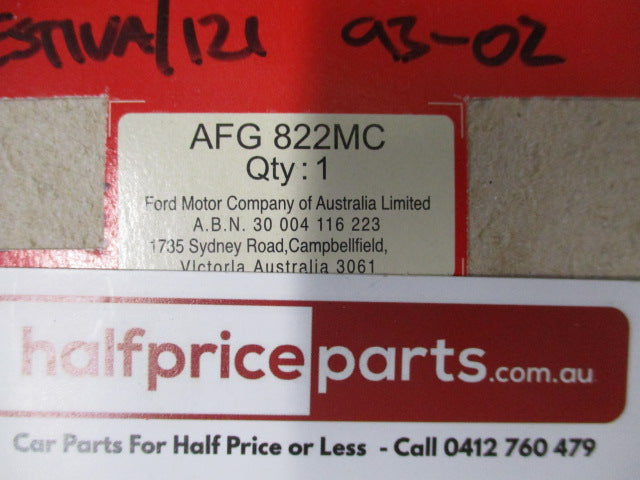 ESTIVA/121 93-02
AFG 822MC
Qty : 1
Ford Motor Company of Australia Limited
A.B.N. 30 004 116 223
1735 Sydney Road,Campbellfield,
VIctorIa Australia 3061
halfpriceparts.com.au
Car Parts For Half Price or Less - Call 0412 760 479